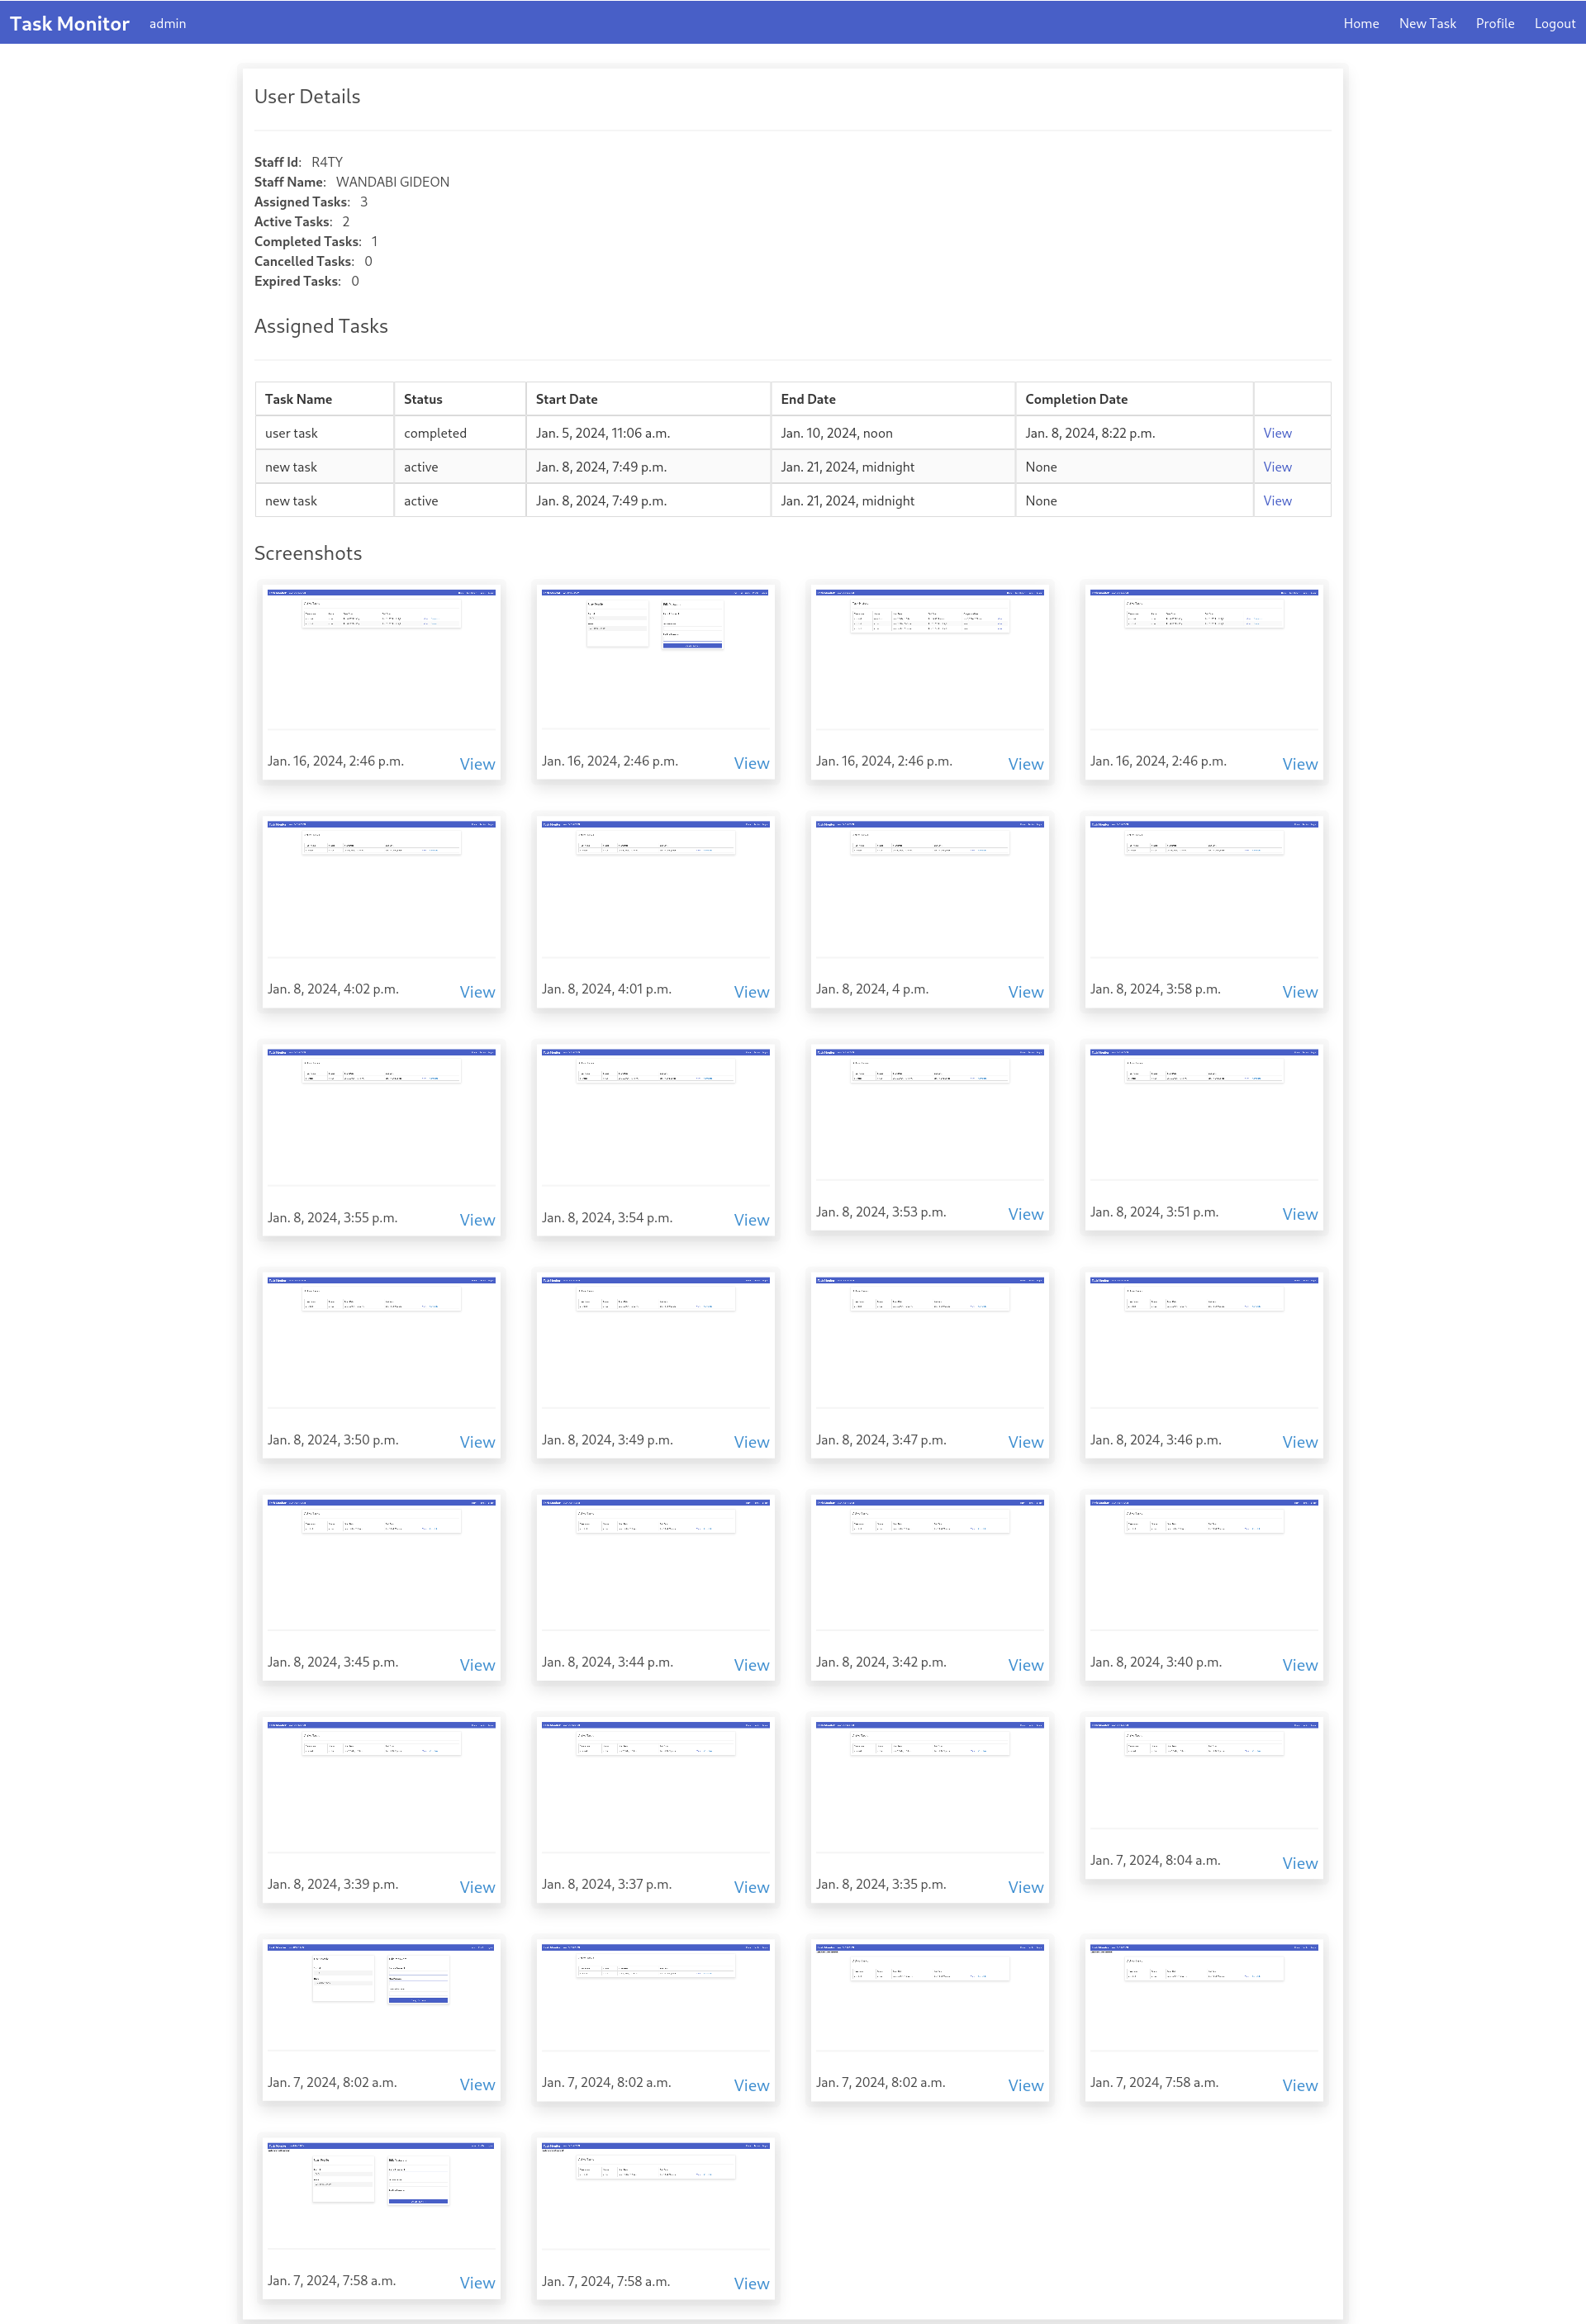 Task Monitor admin Home New Task Profile Logout
User Details
Staff Id: R4TY
Staff Name: WANDABI GIDEON
Assigned Tasks: 3
Active Tasks: 2
Completed Tasks: 1
Cancelled Tasks: 0
Expired Tasks: 0
Assigned Tasks
Task Name Status Start Date End Date Completion Date
user task completed Jan. 5, 2024, 11:06 a.m. Jan. 10, 2024, noon Jan. 8, 2024, 8:22 p.m. View
new task active Jan. 8, 2024, 7:49 p.m. Jan. 21, 2024, midnight None View
new task active Jan. 8, 2024, 7:49 p.m. Jan. 21, 2024, midnight None View
Screenshots
Jan. 16, 2024, 2:46 p.m. View Jan. 16, 2024, 2:46 p.m. View Jan. 16, 2024, 2:46 p.m. View Jan. 16, 2024, 2:46 p.m. View
Jan. 8, 2024, 4:02 p.m. View Jan. 8, 2024, 4:01 p.m. View Jan. 8, 2024, 4 p.m. View Jan. 8, 2024, 3:58 p.m. View
Jan. 8, 2024, 3:55 p.m. View Jan. 8, 2024, 3:54 p.m. View Jan. 8, 2024, 3:53 p.m. View Jan. 8, 2024, 3:51 p.m. View
Jan. 8, 2024, 3:50 p.m. View Jan. 8, 2024, 3:49 p.m. View Jan. 8, 2024, 3:47 p.m. View Jan. 8, 2024, 3:46 p.m. View
Jan. 8, 2024, 3:45 p.m. View Jan. 8, 2024, 3:44 p.m. View Jan. 8, 2024, 3:42 p.m. View Jan. 8, 2024, 3:40 p.m. View
Jan. 8, 2024, 3:39 p.m. View Jan. 8, 2024, 3:37 p.m. View Jan. 8, 2024, 3:35 p.m. View Jan. 7, 2024, 8:04 a.m. View
Jan. 7, 2024, 8:02 a.m. View Jan. 7, 2024, 8:02 a.m. View Jan. 7, 2024, 8:02 a.m. View Jan. 7, 2024, 7:58 a.m. View
Jan. 7, 2024, 7:58 a.m. View Jan. 7, 2024, 7:58 a.m. View